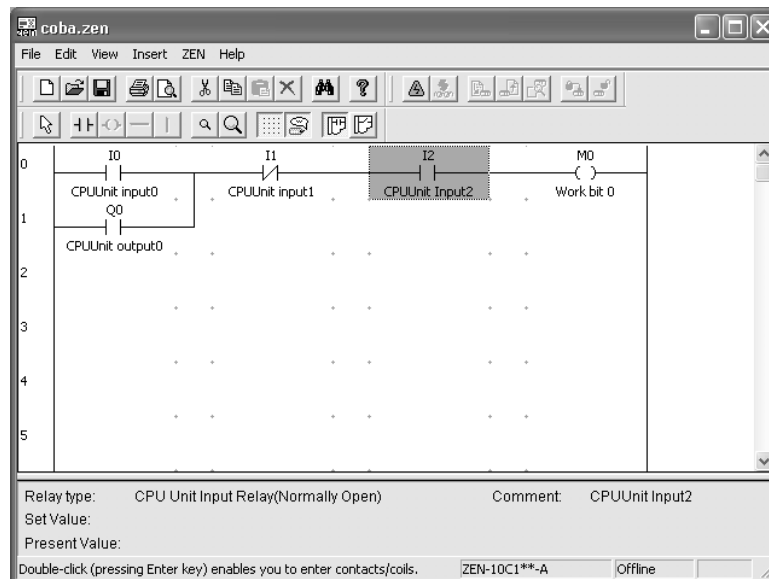 coba.zen
File Edit View Insert ZEN Help
0 I0 I1 I2 M0
CPUUnit input0 CPUUnit input1 CPUUnit Input2 Work bit 0
1 Q0
CPUUnit output0
2
3
4
5
Relay type: CPU Unit Input Relay(Normally Open) Comment: CPUUnit Input2
Set Value:
Present Value:
Double-click (pressing Enter key) enables you to enter contacts/coils. ZEN-10C1**-A Offline